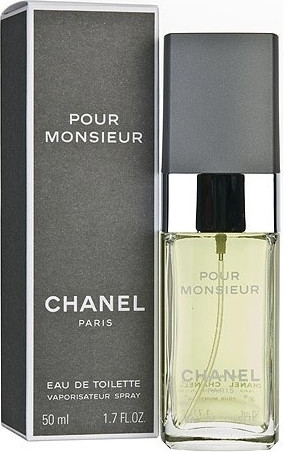 POUR
MONSIEUR
CHANEL
PARIS
EAU DE TOILETTE
VAPORISATEUR SPRAY
50 ml 1.7 FL.OZ.
POUR
MONSIEUR
CHANEL